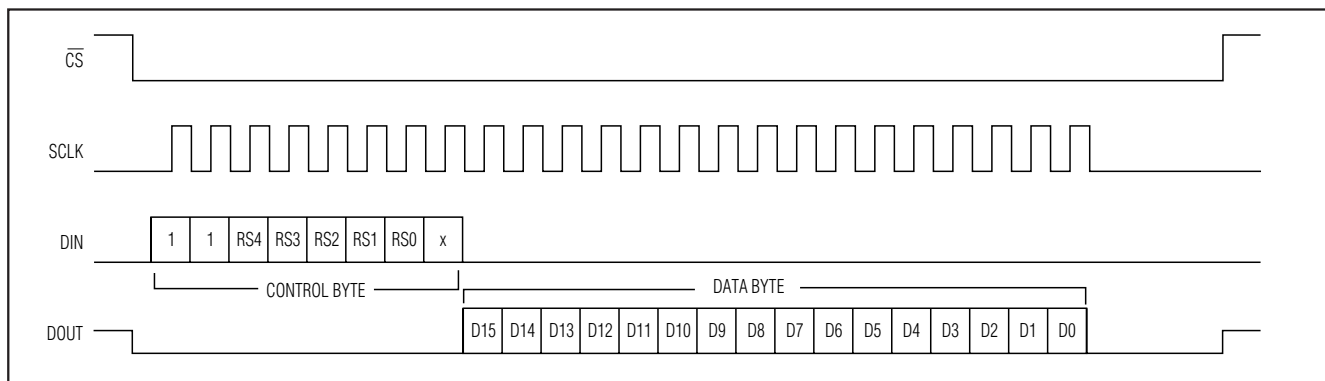 C̅S̅
SCLK
DIN 1 1 RS4 RS3 RS2 RS1 RS0 x
CONTROL BYTE DATA BYTE
DOUT D15 D14 D13 D12 D11 D10 D9 D8 D7 D6 D5 D4 D3 D2 D1 D0